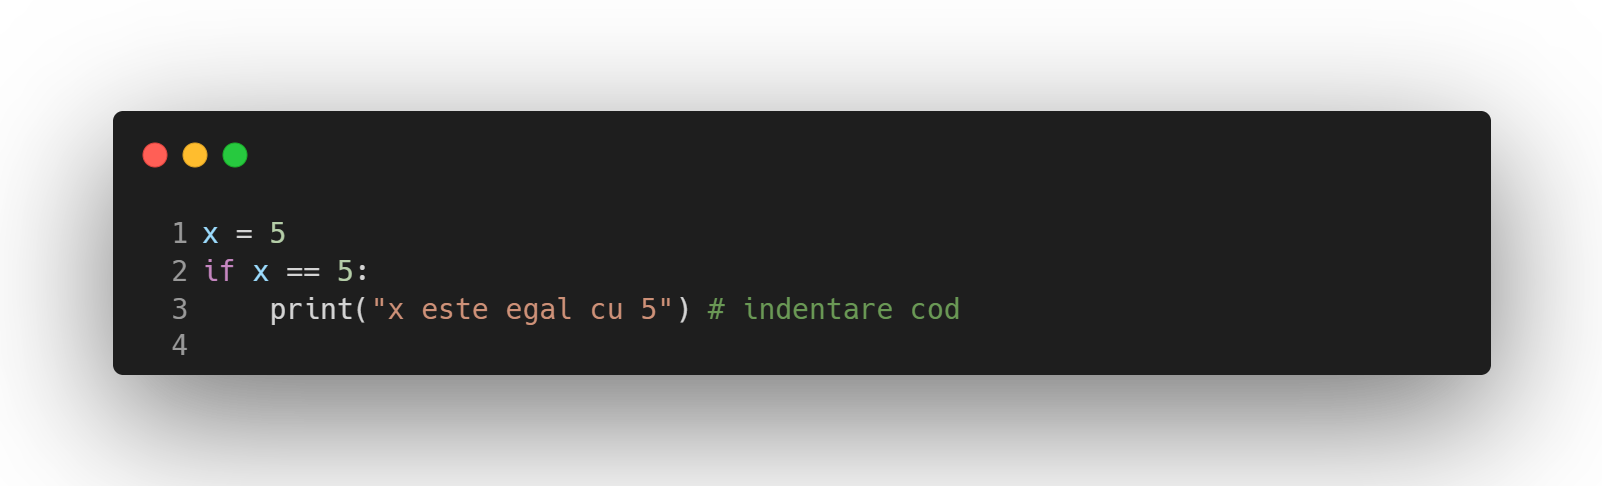 1 x = 5
2 if x == 5:
3     print("x este egal cu 5") # indentare cod
4